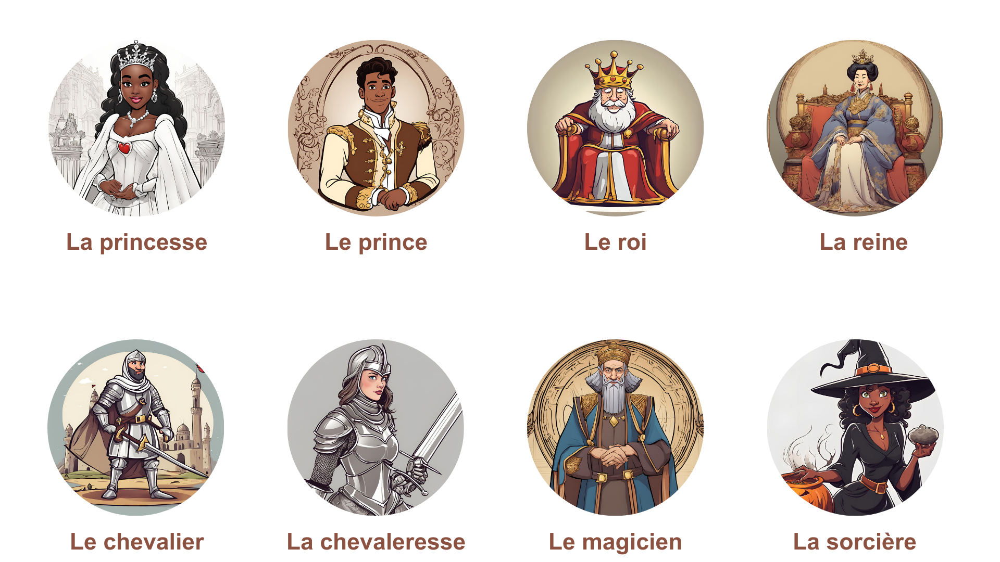 La princesse
Le prince
Le roi
La reine
Le chevalier
La chevaleresse
Le magicien
La sorcière